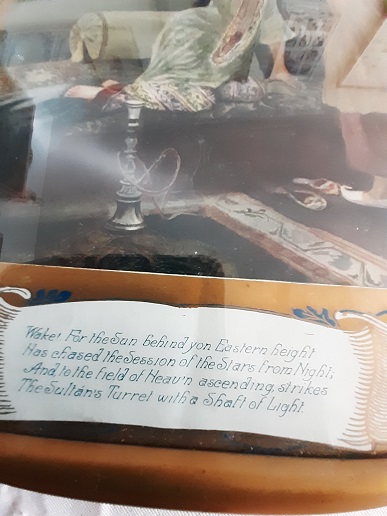 Wake! For the Sun behind yon Eastern height
Has chased the Session of the Stars from Night;
And to the field of Heav'n ascending, strikes
The Sultan's Turret with a Shaft of Light.